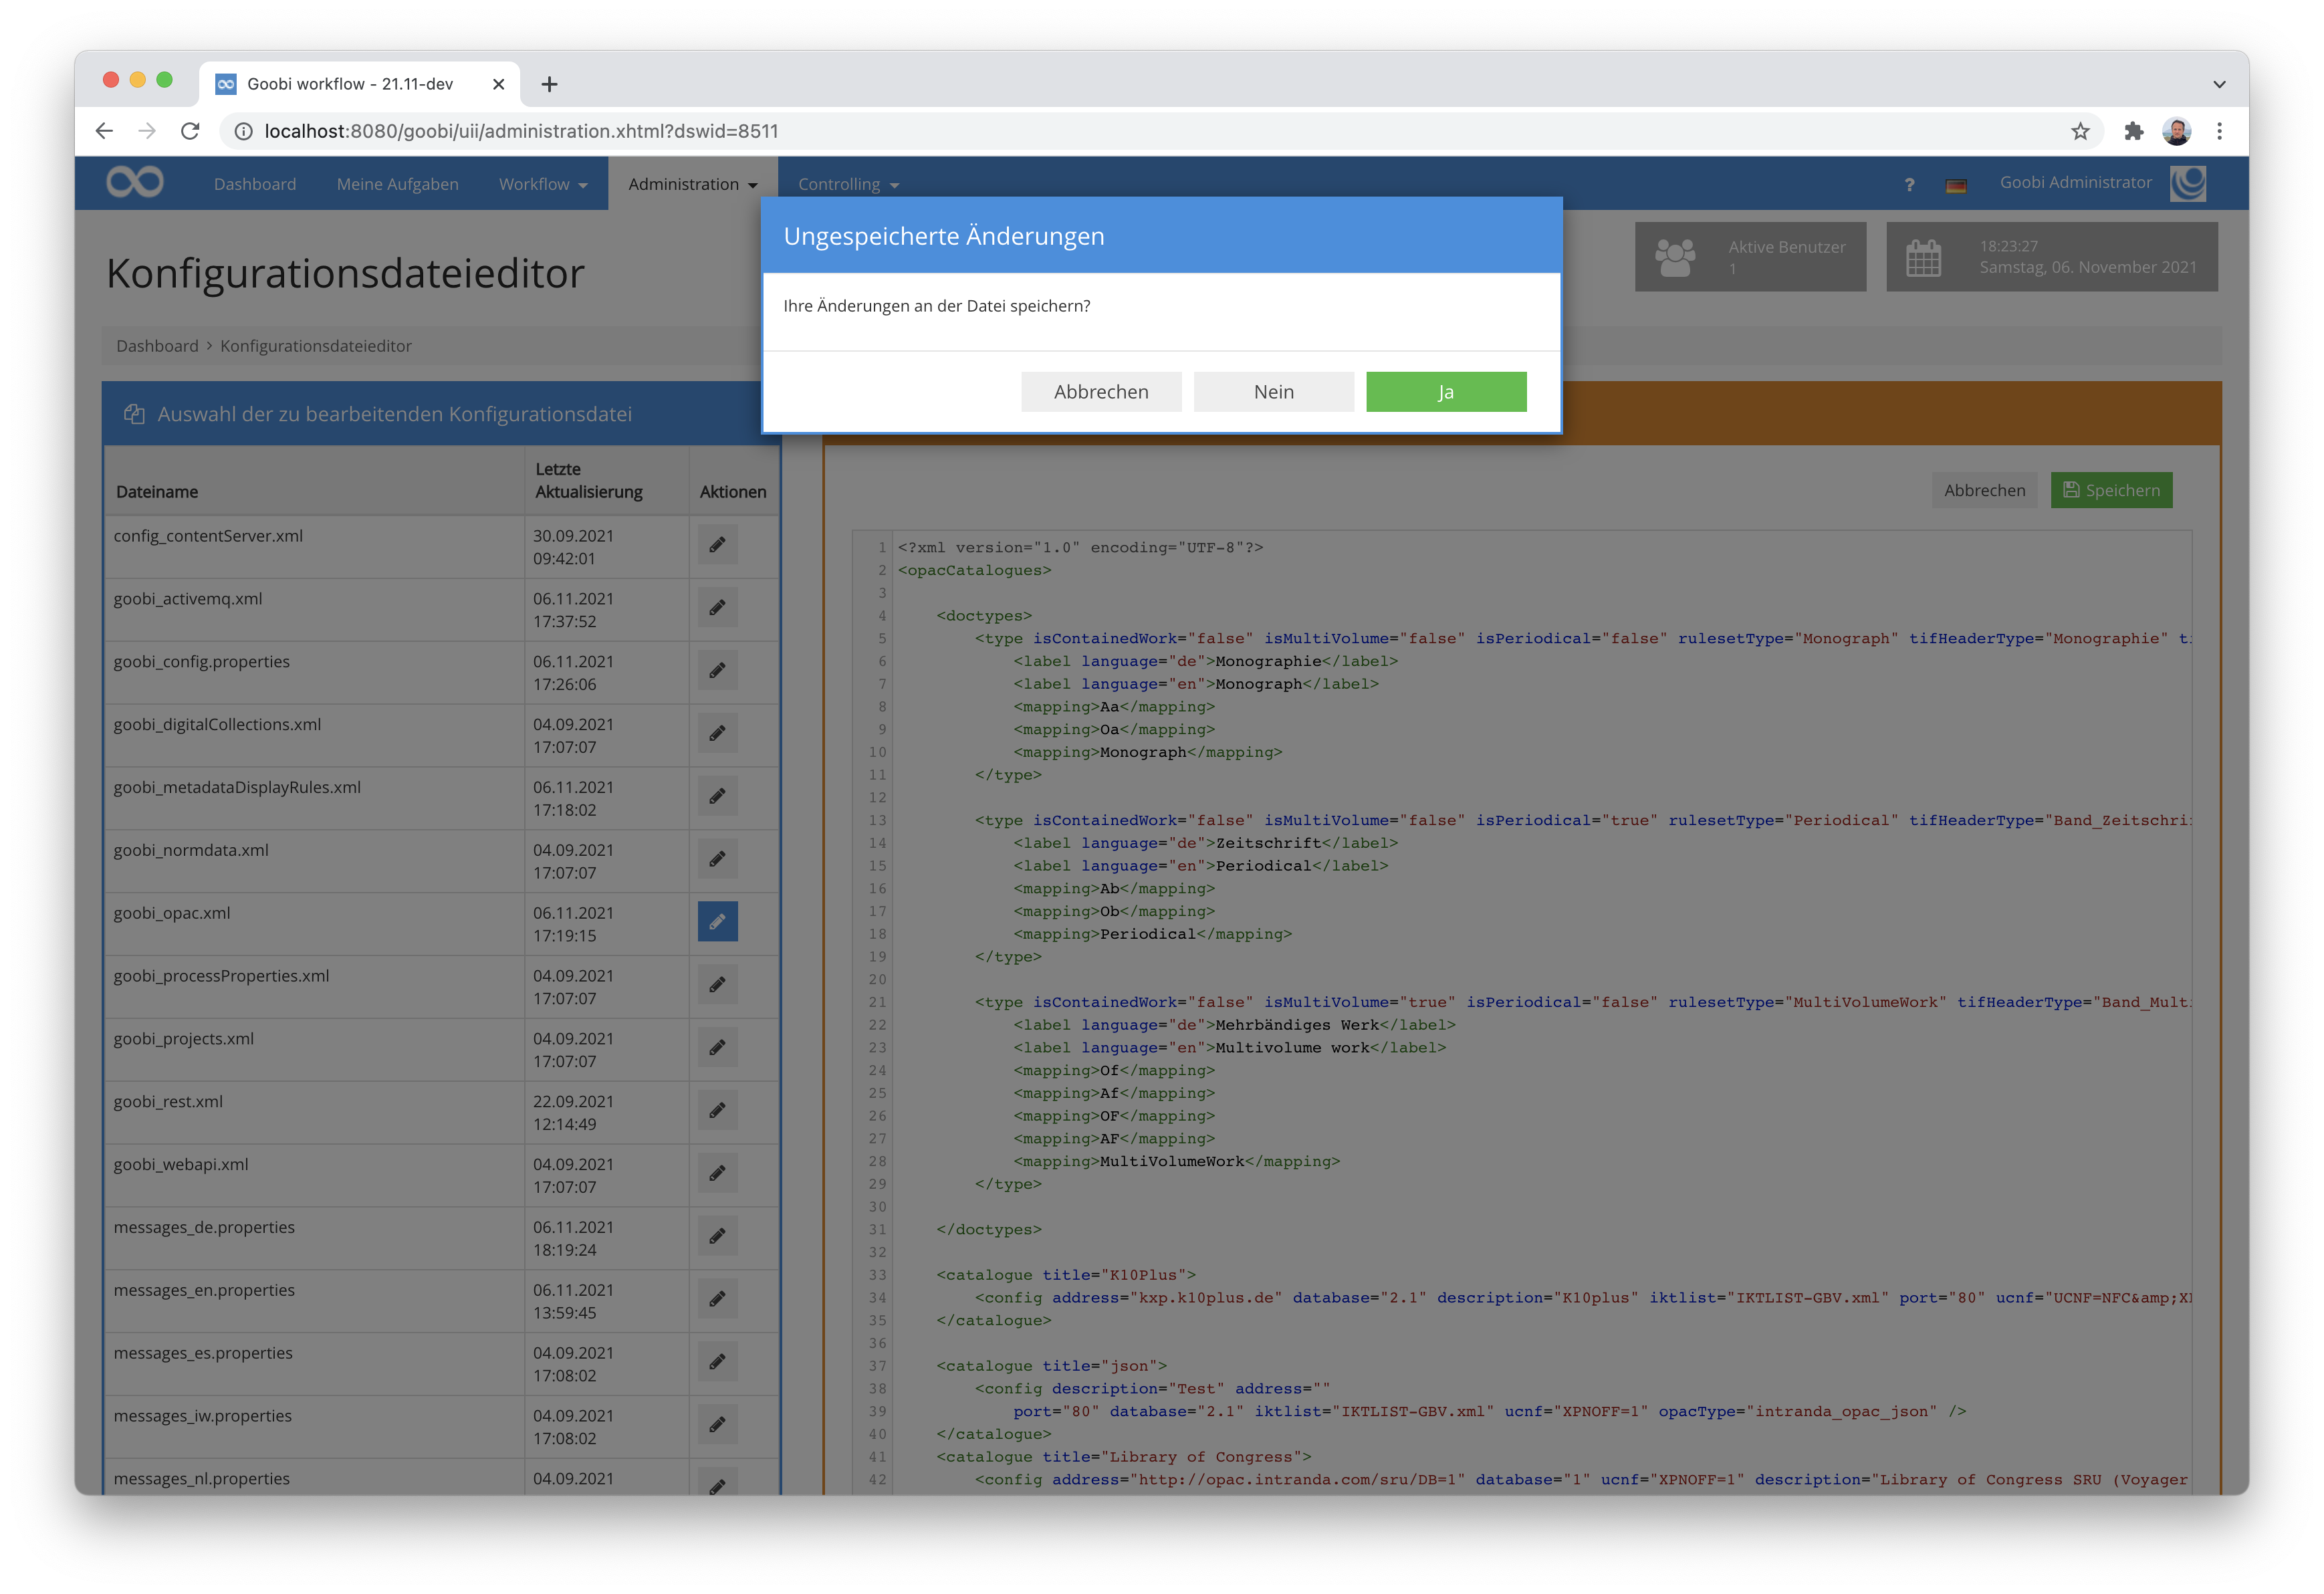 Goobi workflow - 21.11-dev
localhost:8080/goobi/uii/administration.xhtml?dswid=8511
Dashboard Meine Aufgaben Workflow Administration Controlling ? Goobi Administrator
Ungespeicherte Änderungen
Ihre Änderungen an der Datei speichern?
Abbrechen Nein Ja
Konfigurationsdateieditor
Aktive Benutzer
1
18:23:27
Samstag, 06. November 2021
Dashboard › Konfigurationsdateieditor
Auswahl der zu bearbeitenden Konfigurationsdatei
Dateiname
Letzte
Aktualisierung
Aktionen
config_contentServer.xml
30.09.2021
09:42:01
goobi_activemq.xml
06.11.2021
17:37:52
goobi_config.properties
06.11.2021
17:26:06
goobi_digitalCollections.xml
04.09.2021
17:07:07
goobi_metadataDisplayRules.xml
06.11.2021
17:18:02
goobi_normdata.xml
04.09.2021
17:07:07
goobi_opac.xml
06.11.2021
17:19:15
goobi_processProperties.xml
04.09.2021
17:07:07
goobi_projects.xml
04.09.2021
17:07:07
goobi_rest.xml
22.09.2021
12:14:49
goobi_webapi.xml
04.09.2021
17:07:07
messages_de.properties
06.11.2021
18:19:24
messages_en.properties
06.11.2021
13:59:45
messages_es.properties
04.09.2021
17:08:02
messages_iw.properties
04.09.2021
17:08:02
messages_nl.properties
04.09.2021
Abbrechen Speichern
1 <?xml version="1.0" encoding="UTF-8"?>
2 <opacCatalogues>
3
4 <doctypes>
5 <type isContainedWork="false" isMultiVolume="false" isPeriodical="false" rulesetType="Monograph" tifHeaderType="Monographie"
6 <label language="de">Monographie</label>
7 <label language="en">Monograph</label>
8 <mapping>Aa</mapping>
9 <mapping>Oa</mapping>
10 <mapping>Monograph</mapping>
11 </type>
12
13 <type isContainedWork="false" isMultiVolume="false" isPeriodical="true" rulesetType="Periodical" tifHeaderType="Band_Zeitschri
14 <label language="de">Zeitschrift</label>
15 <label language="en">Periodical</label>
16 <mapping>Ab</mapping>
17 <mapping>Ob</mapping>
18 <mapping>Periodical</mapping>
19 </type>
20
21 <type isContainedWork="false" isMultiVolume="true" isPeriodical="false" rulesetType="MultiVolumeWork" tifHeaderType="Band_Mult
22 <label language="de">Mehrbändiges Werk</label>
23 <label language="en">Multivolume work</label>
24 <mapping>Of</mapping>
25 <mapping>Af</mapping>
26 <mapping>OF</mapping>
27 <mapping>AF</mapping>
28 <mapping>MultiVolumeWork</mapping>
29 </type>
30
31 </doctypes>
32
33 <catalogue title="K10Plus">
34 <config address="kxp.k10plus.de" database="2.1" description="K10plus" iktlist="IKTLIST-GBV.xml" port="80" ucnf="UCNF=NFC&amp;X
35 </catalogue>
36
37 <catalogue title="json">
38 <config description="Test" address=""
39 port="80" database="2.1" iktlist="IKTLIST-GBV.xml" ucnf="XPNOFF=1" opacType="intranda_opac_json" />
40 </catalogue>
41 <catalogue title="Library of Congress">
42 <config address="http://opac.intranda.com/sru/DB=1" database="1" ucnf="XPNOFF=1" description="Library of Congress SRU (Voyager